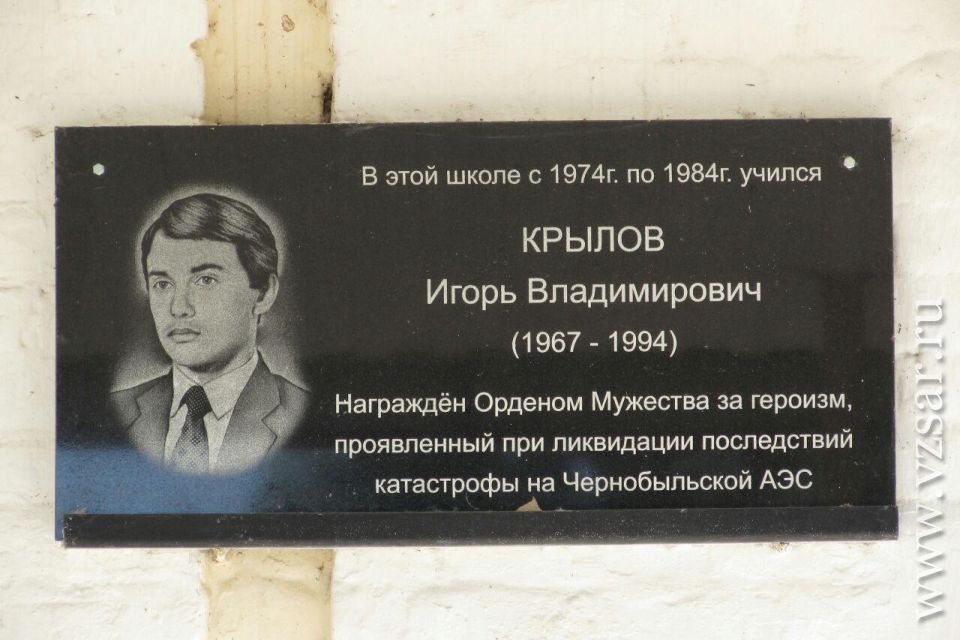 В этой школе с 1974г. по 1984г. учился
КРЫЛОВ
Игорь Владимирович
(1967 - 1994)
Награждён Орденом Мужества за героизм,
проявленный при ликвидации последствий
катастрофы на Чернобыльской АЭС
www.vzsar.ru